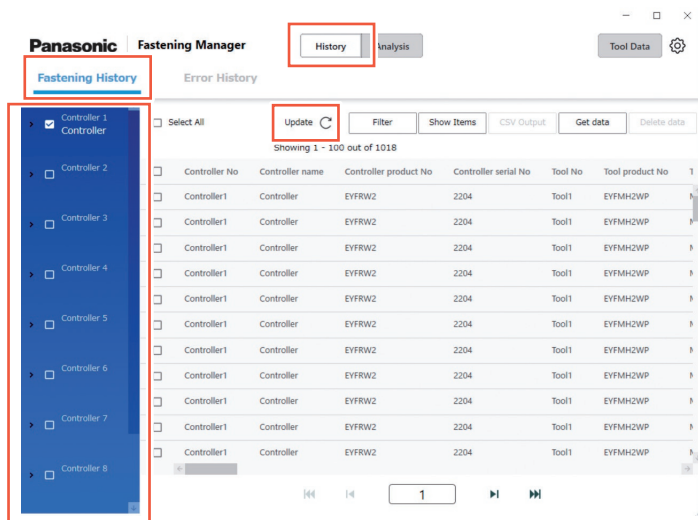 Panasonic Fastening Manager History Analysis Tool Data
Fastening History Error History
Controller 1
Controller
Controller 2
Controller 3
Controller 4
Controller 5
Controller 6
Controller 7
Controller 8
Select All Update Filter Show Items CSV Output Get data Delete data
Showing 1 - 100 out of 1018
Controller No Controller name Controller product No Controller serial No Tool No Tool product No
Controller1 Controller EYFRW2 2204 Tool1 EYFMH2WP
Controller1 Controller EYFRW2 2204 Tool1 EYFMH2WP
Controller1 Controller EYFRW2 2204 Tool1 EYFMH2WP
Controller1 Controller EYFRW2 2204 Tool1 EYFMH2WP
Controller1 Controller EYFRW2 2204 Tool1 EYFMH2WP
Controller1 Controller EYFRW2 2204 Tool1 EYFMH2WP
Controller1 Controller EYFRW2 2204 Tool1 EYFMH2WP
Controller1 Controller EYFRW2 2204 Tool1 EYFMH2WP
Controller1 Controller EYFRW2 2204 Tool1 EYFMH2WP
Controller1 Controller EYFRW2 2204 Tool1 EYFMH2WP
Controller1 Controller EYFRW2 2204 Tool1 EYFMH2WP
1